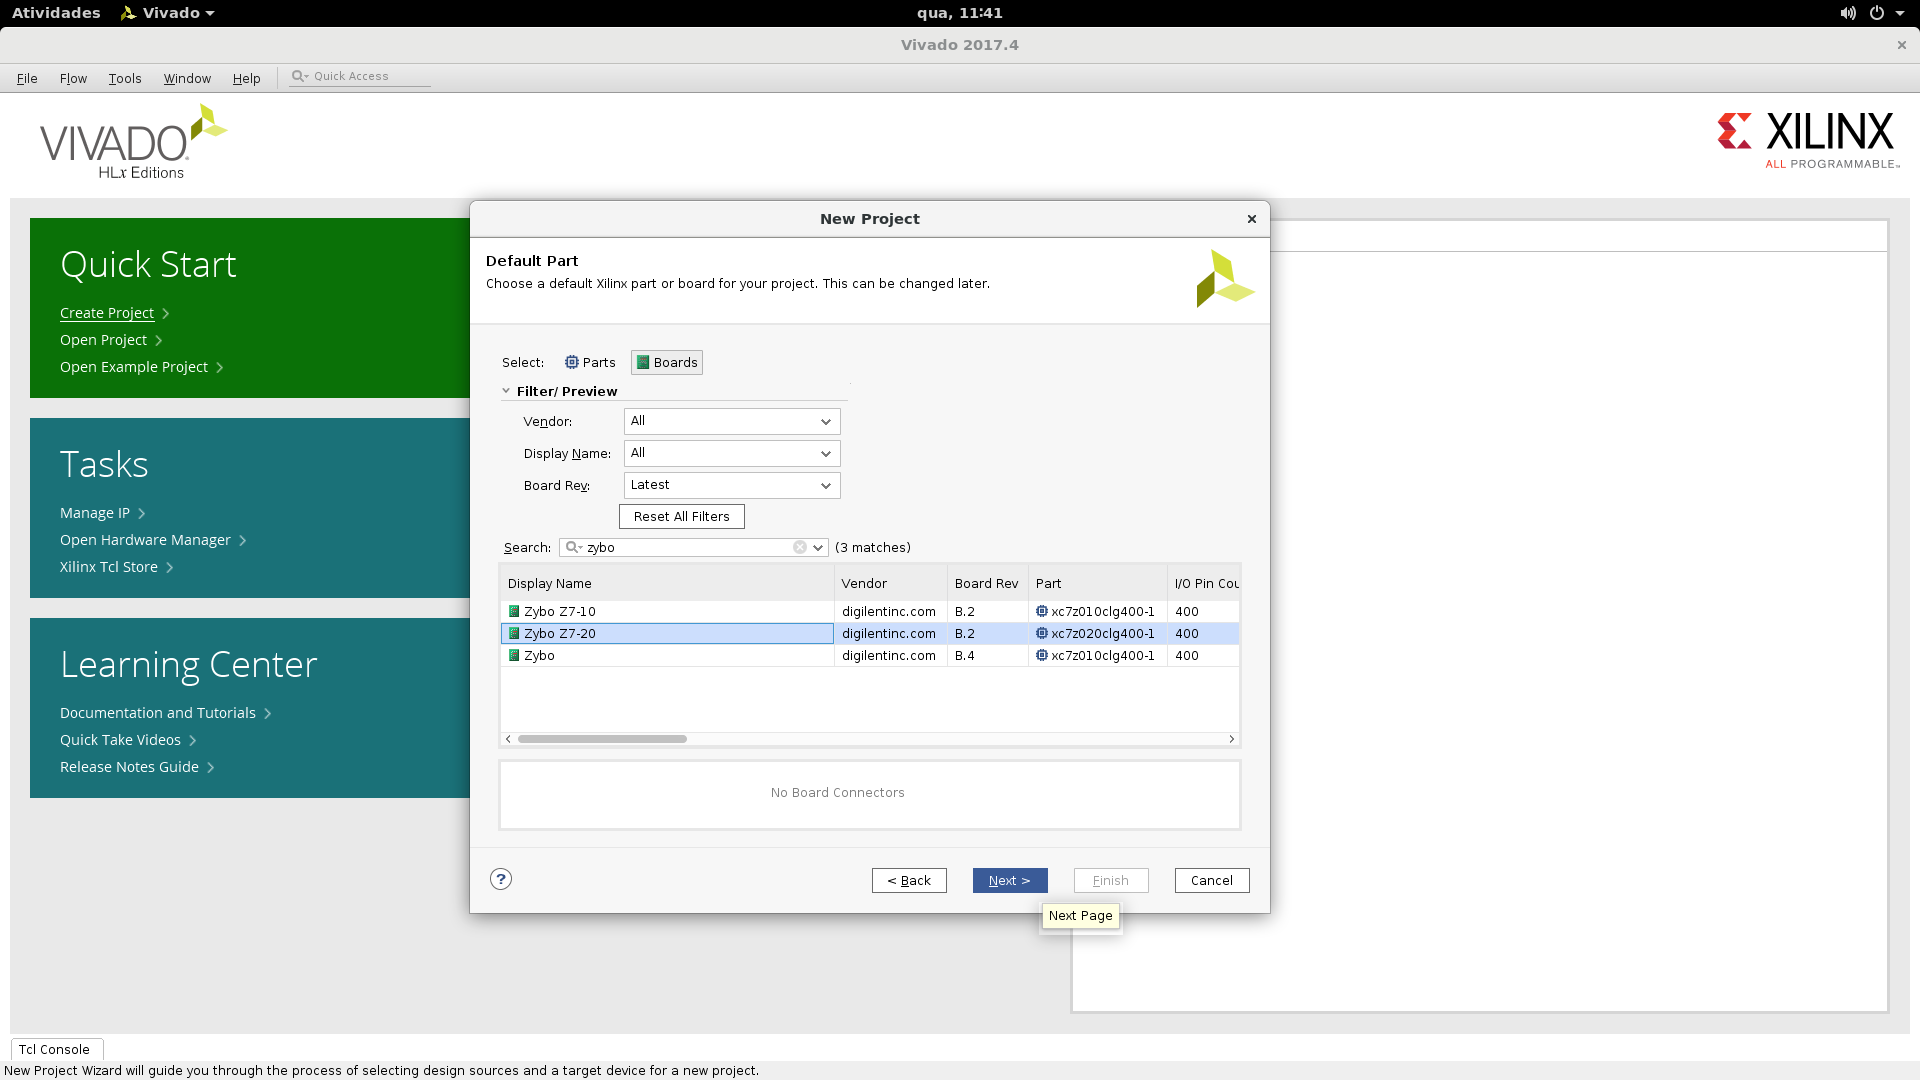 Atividades Vivado qua, 11:41
Vivado 2017.4
File Flow Tools Window Help Quick Access
VIVADO
HLx Editions
XILINX
ALL PROGRAMMABLE™
Quick Start
Create Project
Open Project
Open Example Project
Tasks
Manage IP
Open Hardware Manager
Xilinx Tcl Store
Learning Center
Documentation and Tutorials
Quick Take Videos
Release Notes Guide
New Project
Default Part
Choose a default Xilinx part or board for your project. This can be changed later.
Select: Parts Boards
Filter/ Preview
Vendor: All
Display Name: All
Board Rev: Latest
Reset All Filters
Search: zybo (3 matches)
Display Name Vendor Board Rev Part I/O Pin Cou
Zybo Z7-10 digilentinc.com B.2 xc7z010clg400-1 400
Zybo Z7-20 digilentinc.com B.2 xc7z020clg400-1 400
Zybo digilentinc.com B.4 xc7z010clg400-1 400
No Board Connectors
? < Back Next > Finish Cancel
Next Page
Tcl Console
New Project Wizard will guide you through the process of selecting design sources and a target device for a new project.